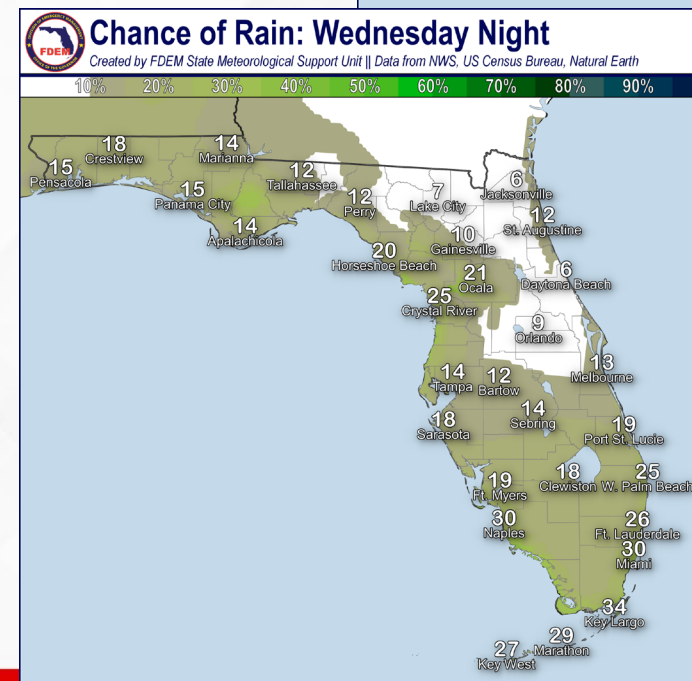 FDEM
Chance of Rain: Wednesday Night
Created by FDEM State Meteorological Support Unit || Data from NWS, US Census Bureau, Natural Earth
10% 20% 30% 40% 50% 60% 70% 80% 90%
18
Crestview
14
Marianna
15
Pensacola
12
Tallahassee
15
Panama City
14
Apalachicola
12
Perry
7
Lake City
6
Jacksonville
12
St. Augustine
10
Gainesville
20
Horseshoe Beach
21
Ocala
6
Daytona Beach
25
Crystal River
9
Orlando
14
Tampa
12
Bartow
13
Melbourne
14
Sebring
18
Sarasota
19
Port St. Lucie
19
Ft. Myers
18
Clewiston
25
W. Palm Beach
30
Naples
26
Ft. Lauderdale
30
Miami
34
Key Largo
29
Marathon
27
Key West